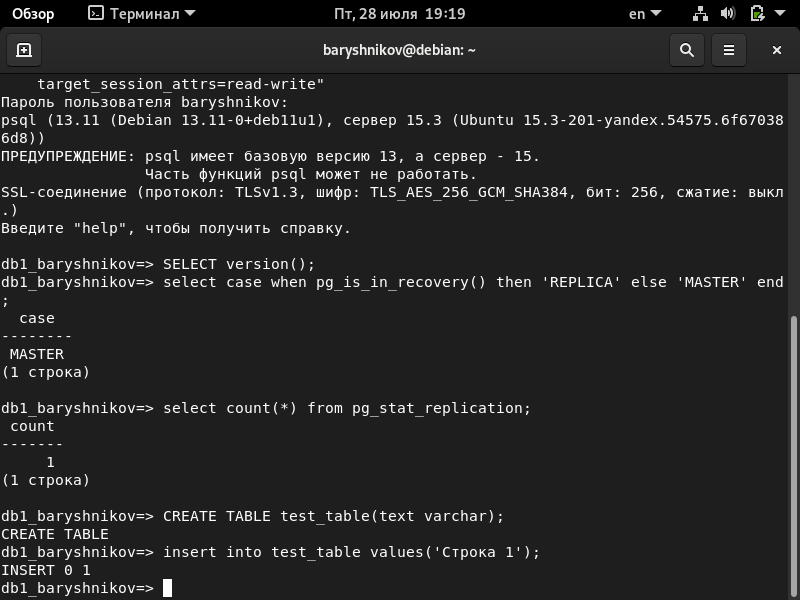 Обзор Терминал Пт, 28 июля 19:19 en
baryshnikov@debian: ~
target_session_attrs=read-write"
Пароль пользователя baryshnikov:
psql (13.11 (Debian 13.11-0+deb11u1), сервер 15.3 (Ubuntu 15.3-201-yandex.54575.6f67038
6d8))
ПРЕДУПРЕЖДЕНИЕ: psql имеет базовую версию 13, а сервер - 15.
Часть функций psql может не работать.
SSL-соединение (протокол: TLSv1.3, шифр: TLS_AES_256_GCM_SHA384, бит: 256, сжатие: выкл
.)
Введите "help", чтобы получить справку.
db1_baryshnikov=> SELECT version();
db1_baryshnikov=> select case when pg_is_in_recovery() then 'REPLICA' else 'MASTER' end
;
case
--------
MASTER
(1 строка)
db1_baryshnikov=> select count(*) from pg_stat_replication;
count
-------
1
(1 строка)
db1_baryshnikov=> CREATE TABLE test_table(text varchar);
CREATE TABLE
db1_baryshnikov=> insert into test_table values('Строка 1');
INSERT 0 1
db1_baryshnikov=>